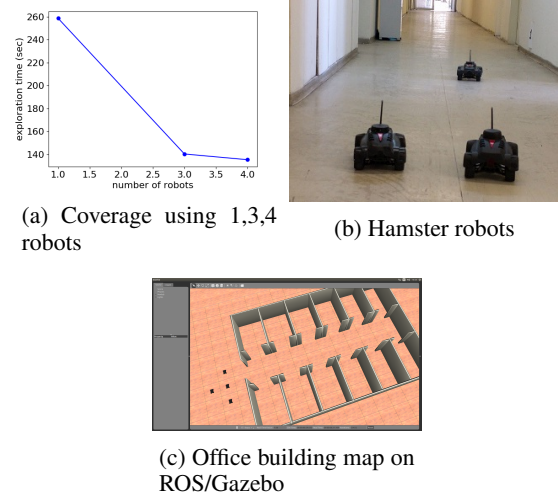 260
240
220
200
180
160
140
exploration time (sec)
1.0 1.5 2.0 2.5 3.0 3.5 4.0
number of robots
(a) Coverage using 1,3,4
robots
(b) Hamster robots
(c) Office building map on
ROS/Gazebo